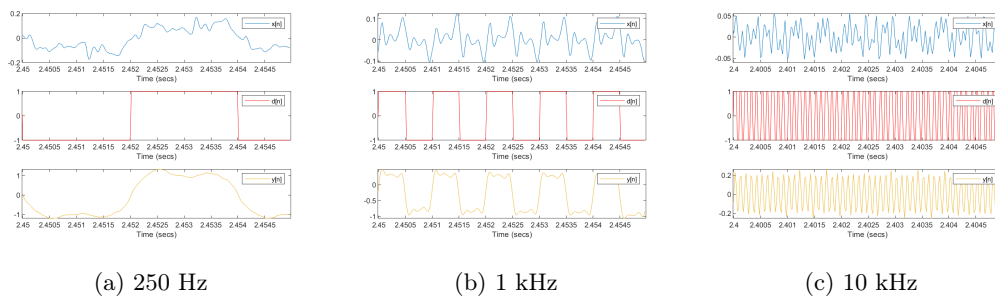 0.2
0
-0.2
x[n]
2.45 2.4505 2.451 2.4515 2.452 2.4525 2.453 2.4535 2.454 2.4545
Time (secs)
1
0
-1
d[n]
2.45 2.4505 2.451 2.4515 2.452 2.4525 2.453 2.4535 2.454 2.4545
Time (secs)
1
0
-1
y[n]
2.45 2.4505 2.451 2.4515 2.452 2.4525 2.453 2.4535 2.454 2.4545
Time (secs)
(a) 250 Hz
0.1
0
-0.1
x[n]
2.45 2.4505 2.451 2.4515 2.452 2.4525 2.453 2.4535 2.454 2.4545
Time (secs)
1
0
-1
d[n]
2.45 2.4505 2.451 2.4515 2.452 2.4525 2.453 2.4535 2.454 2.4545
Time (secs)
0
-0.5
-1
y[n]
2.45 2.4505 2.451 2.4515 2.452 2.4525 2.453 2.4535 2.454 2.4545
Time (secs)
(b) 1 kHz
0.05
0
-0.05
x[n]
2.4 2.4005 2.401 2.4015 2.402 2.4025 2.403 2.4035 2.404 2.4045
Time (secs)
1
0
-1
d[n]
2.4 2.4005 2.401 2.4015 2.402 2.4025 2.403 2.4035 2.404 2.4045
Time (secs)
0.2
0
-0.2
y[n]
2.4 2.4005 2.401 2.4015 2.402 2.4025 2.403 2.4035 2.404 2.4045
Time (secs)
(c) 10 kHz